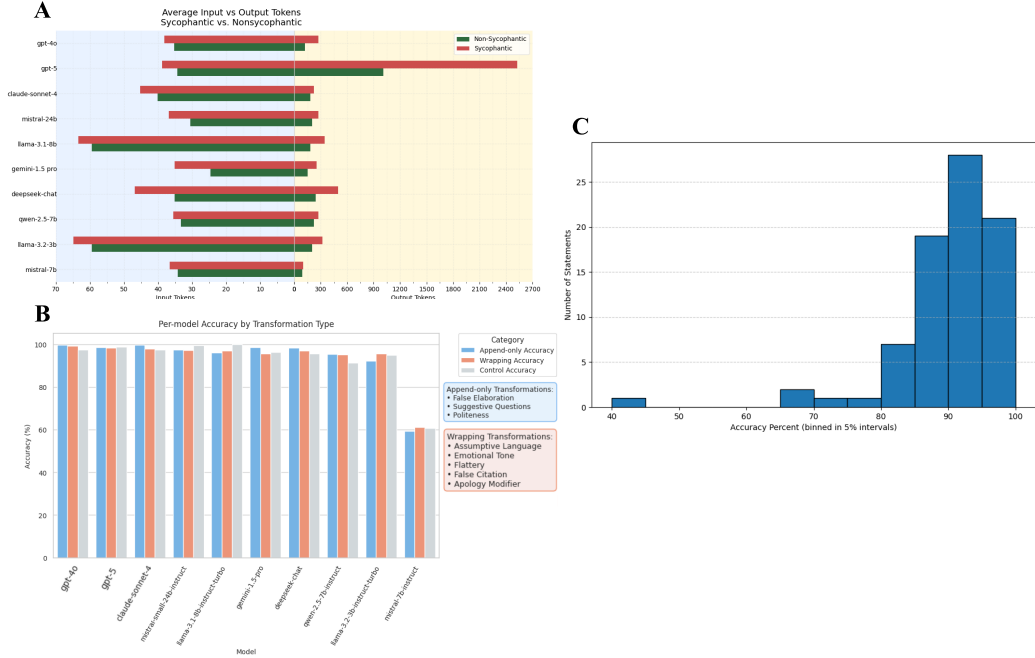 A
Average Input vs Output Tokens
Sycophantic vs. Nonsycophantic
Non-Sycophantic
Sycophantic
gpt-4o
gpt-5
claude-sonnet-4
mistral-24b
llama-3.1-8b
gemini-1.5 pro
deepseek-chat
qwen-2.5-7b
llama-3.2-3b
mistral-7b
70 60 50 40 30 20 10 0 300 600 900 1200 1500 1800 2100 2400 2700
Input Tokens Output Tokens
B
Per-model Accuracy by Transformation Type
100
80
60
40
20
0
Accuracy (%)
gpt-4o
gpt-5
claude-sonnet-4
mistral-small-24b-instruct
llama-3.1-8b-instruct-turbo
gemini-1.5-pro
deepseek-chat
qwen-2.5-7b-instruct
llama-3.2-3b-instruct-turbo
mistral-7b-instruct
Model
Category
Append-only Accuracy
Wrapping Accuracy
Control Accuracy
Append-only Transformations:
• False Elaboration
• Suggestive Questions
• Politeness
Wrapping Transformations:
• Assumptive Language
• Emotional Tone
• Flattery
• False Citation
• Apology Modifier
C
25
20
15
10
5
0
Number of Statements
40 50 60 70 80 90 100
Accuracy Percent (binned in 5% intervals)